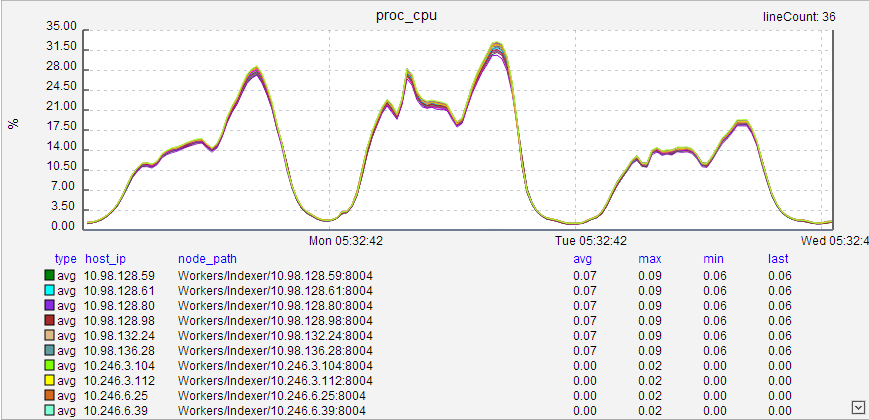 proc_cpu
lineCount: 36
35.00
31.50
28.00
24.50
21.00
17.50
14.00
10.50
7.00
3.50
0.00
%
Mon 05:32:42
Tue 05:32:42
Wed 05:32:4
type host_ip node_path avg max min last
avg 10.98.128.59 Workers/Indexer/10.98.128.59:8004 0.07 0.09 0.06 0.06
avg 10.98.128.61 Workers/Indexer/10.98.128.61:8004 0.07 0.09 0.06 0.06
avg 10.98.128.80 Workers/Indexer/10.98.128.80:8004 0.07 0.09 0.06 0.06
avg 10.98.128.98 Workers/Indexer/10.98.128.98:8004 0.07 0.09 0.06 0.06
avg 10.98.132.24 Workers/Indexer/10.98.132.24:8004 0.07 0.09 0.06 0.06
avg 10.98.136.28 Workers/Indexer/10.98.136.28:8004 0.07 0.09 0.06 0.06
avg 10.246.3.104 Workers/Indexer/10.246.3.104:8004 0.00 0.02 0.00 0.00
avg 10.246.3.112 Workers/Indexer/10.246.3.112:8004 0.00 0.02 0.00 0.00
avg 10.246.6.25 Workers/Indexer/10.246.6.25:8004 0.00 0.02 0.00 0.00
avg 10.246.6.39 Workers/Indexer/10.246.6.39:8004 0.00 0.02 0.00 0.00